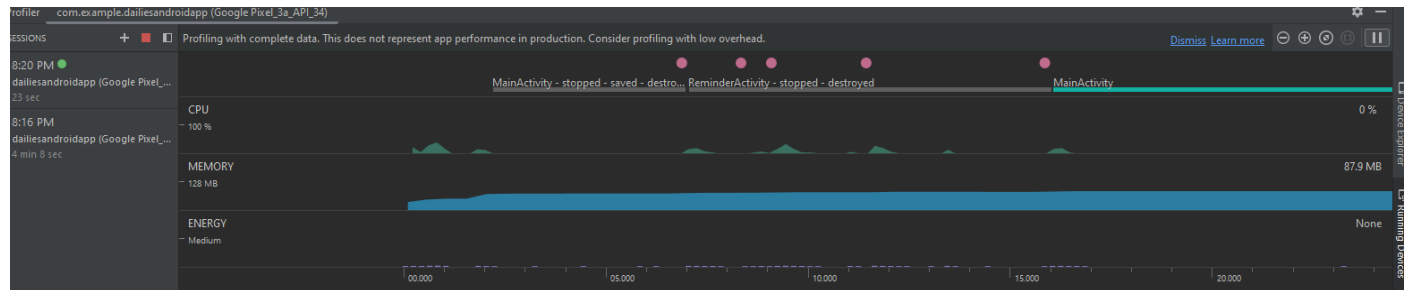 rofiler com.example.dailiesandroidapp (Google Pixel_3a_API_34)
SESSIONS
Profiling with complete data. This does not represent app performance in production. Consider profiling with low overhead.
Dismiss Learn more
8:20 PM
dailiesandroidapp (Google Pixel_...
23 sec
8:16 PM
dailiesandroidapp (Google Pixel_...
4 min 8 sec
MainActivity - stopped - saved - destro... ReminderActivity - stopped - destroyed MainActivity
CPU 0 %
100 %
MEMORY 87.9 MB
128 MB
ENERGY None
Medium
00.000 05.000 10.000 15.000 20.000
Device Explorer
Running Devices